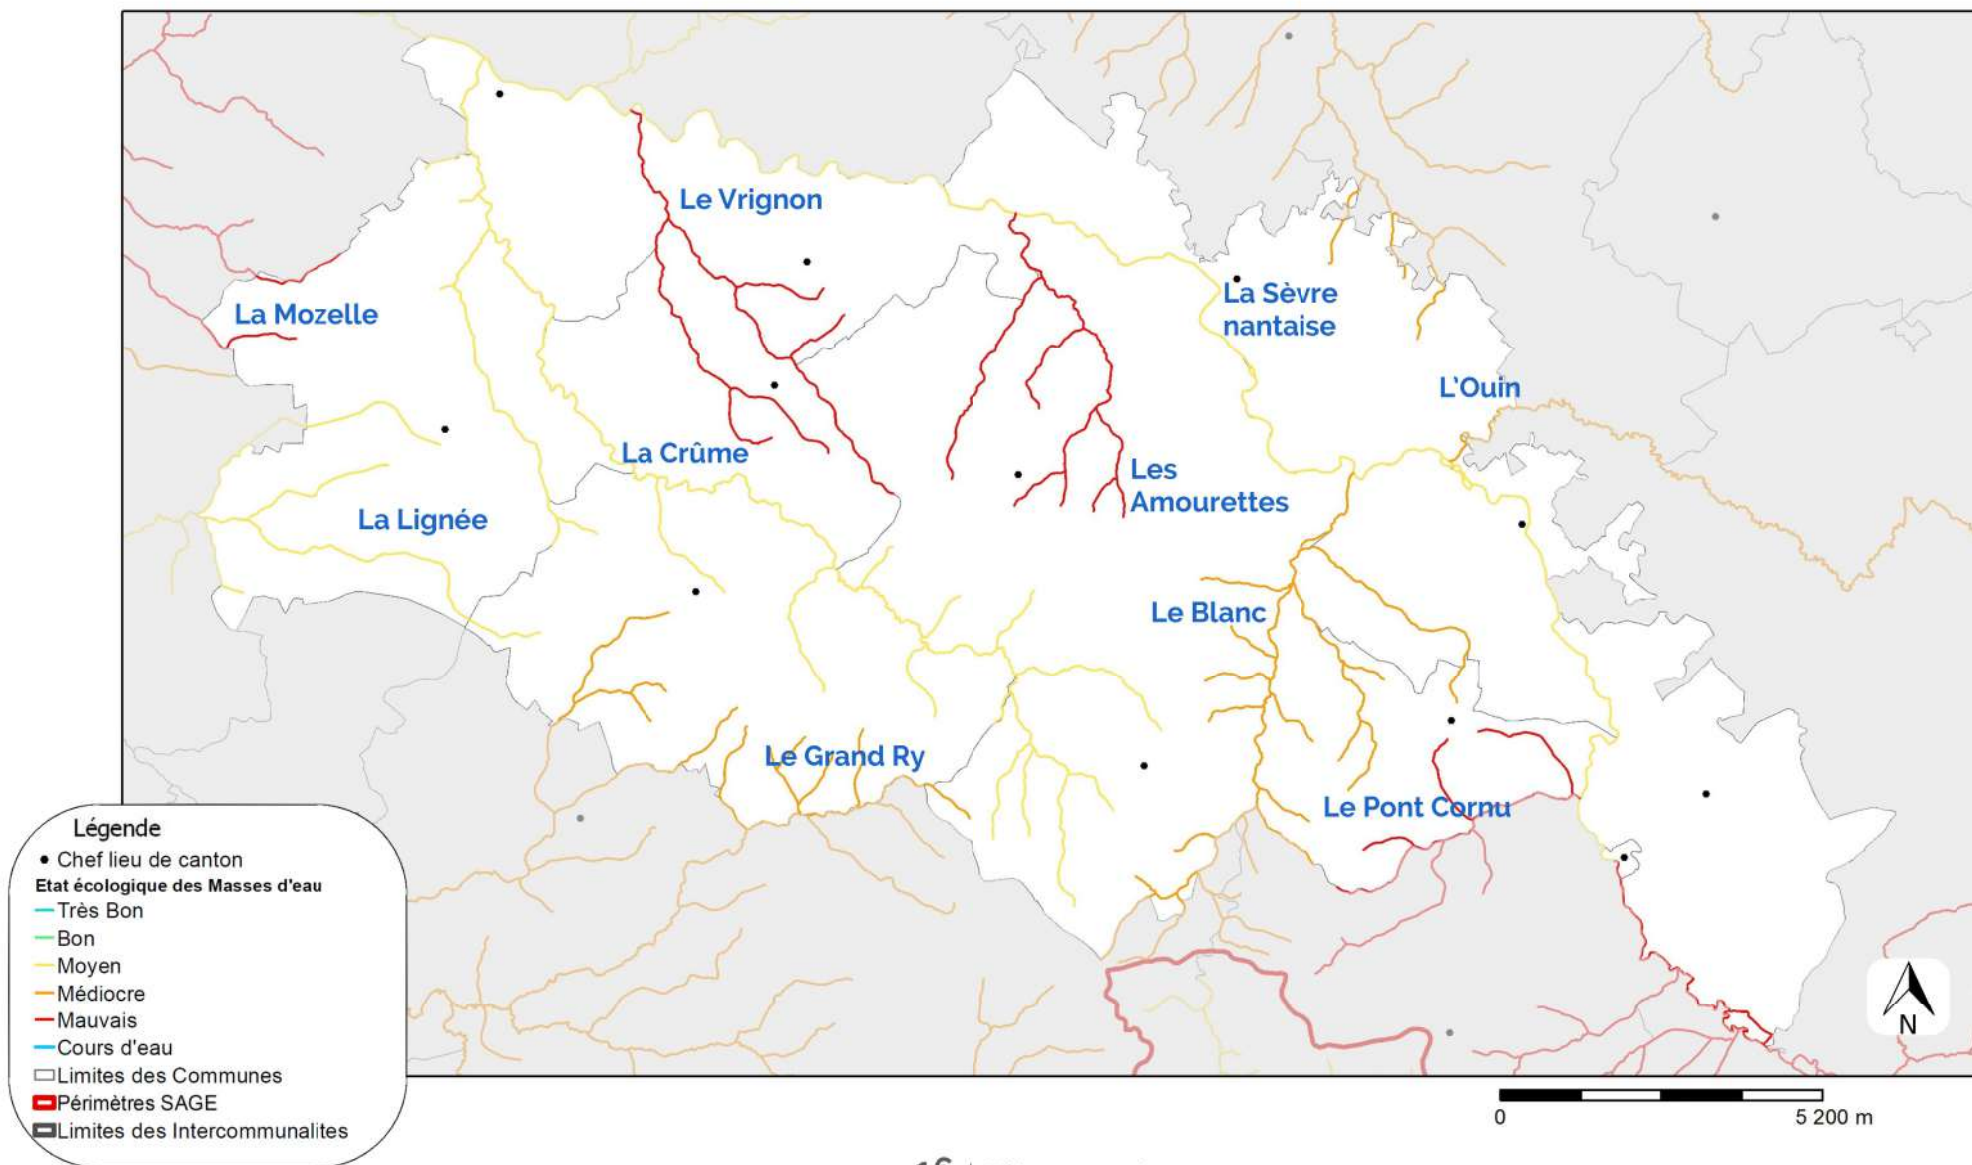 Le Vrignon
La Sèvre
nantaise
La Mozelle
L'Ouin
La Crûme
Les
Amourettes
La Lignée
Le Blanc
Le Grand Ry
Le Pont Cornu
Légende
Chef lieu de canton
Etat écologique des Masses d'eau
Très Bon
Bon
Moyen
Médiocre
Mauvais
Cours d'eau
Limites des Communes
Périmètres SAGE
Limites des Intercommunalites
N
0 5 200 m